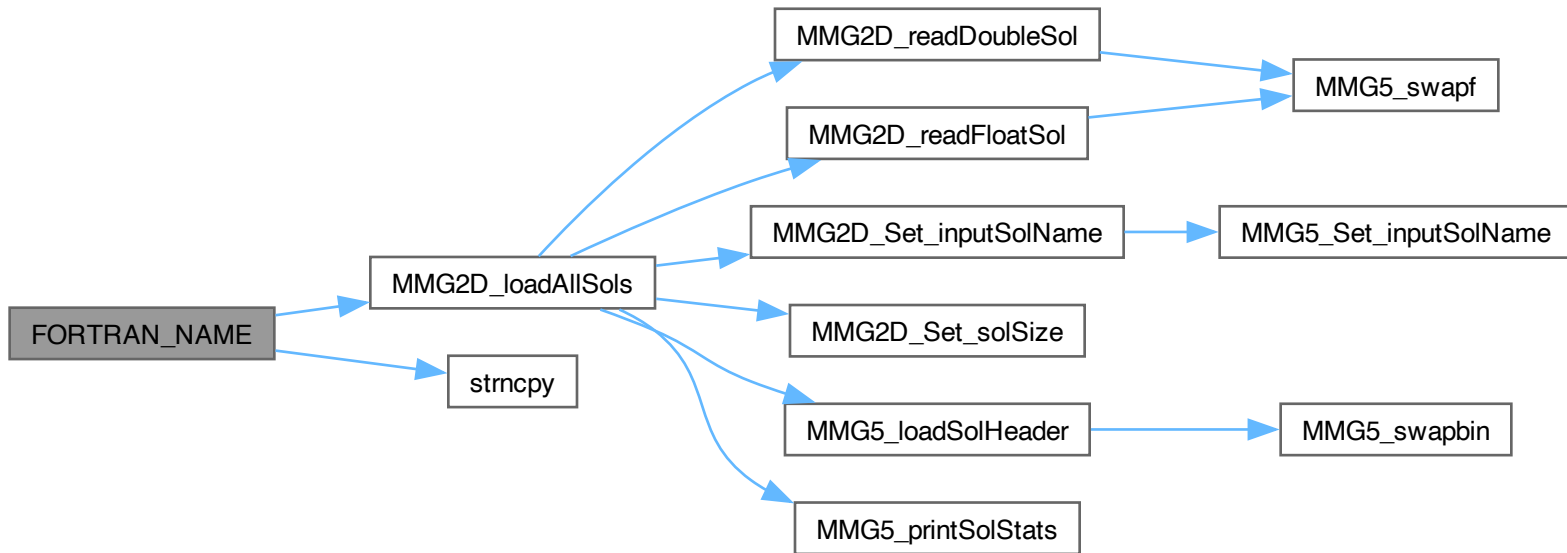 FORTRAN_NAME
MMG2D_loadAllSols
strncpy
MMG2D_readDoubleSol
MMG2D_readFloatSol
MMG2D_Set_inputSolName
MMG2D_Set_solSize
MMG5_loadSolHeader
MMG5_printSolStats
MMG5_swapf
MMG5_Set_inputSolName
MMG5_swapbin